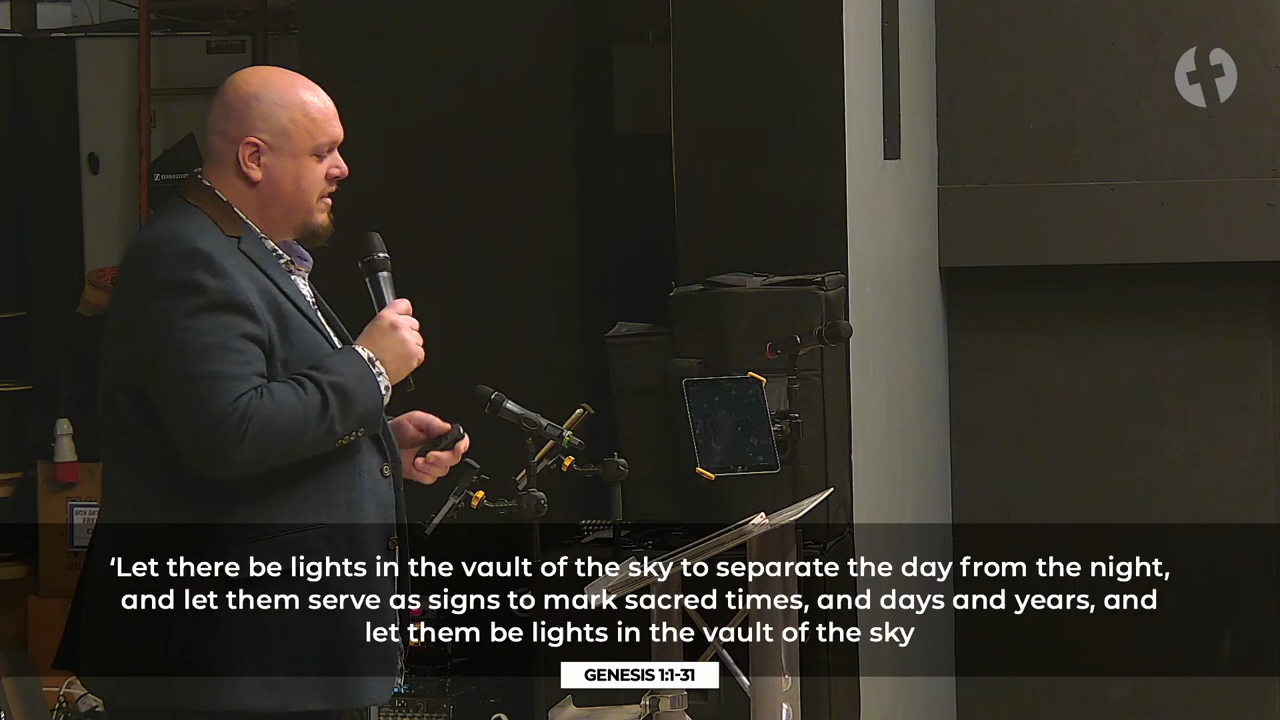 SENNHEISER
‘Let there be lights in the vault of the sky to separate the day from the night,
and let them serve as signs to mark sacred times, and days and years, and
let them be lights in the vault of the sky
GENESIS 1:1-31